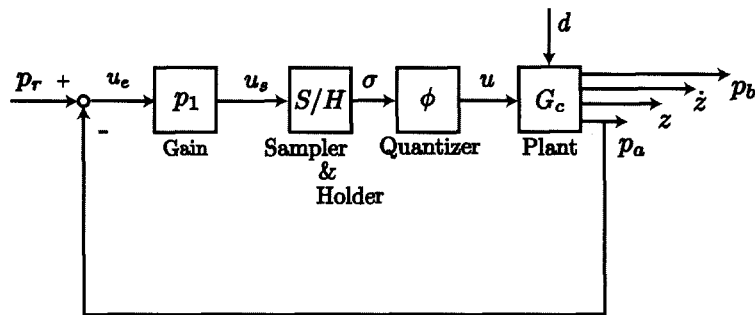 d
p_r + u_e p_1 u_s S/H σ φ u G_c p_b
ż
z
p_a
-
Gain Sampler Quantizer Plant
&
Holder